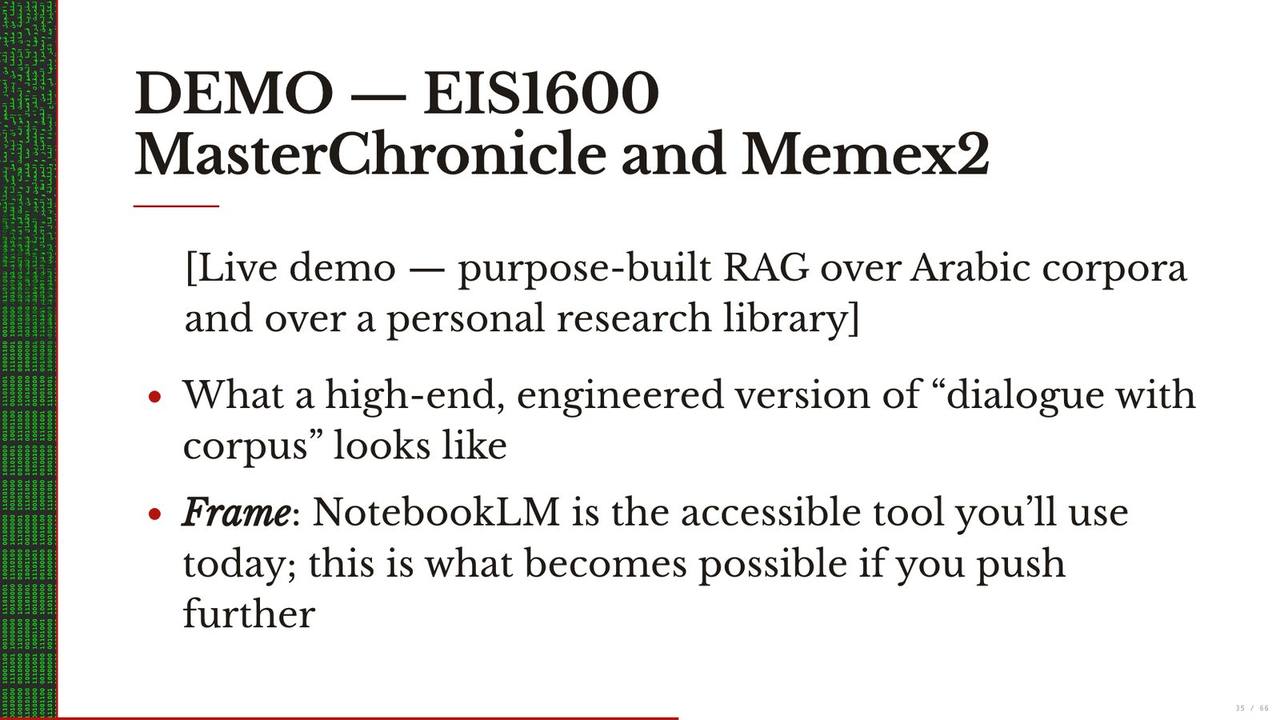 DEMO — EIS1600
MasterChronicle and Memex2
[Live demo — purpose-built RAG over Arabic corpora
and over a personal research library]
• What a high-end, engineered version of “dialogue with
corpus” looks like
• Frame: NotebookLM is the accessible tool you’ll use
today; this is what becomes possible if you push
further
35 / 66